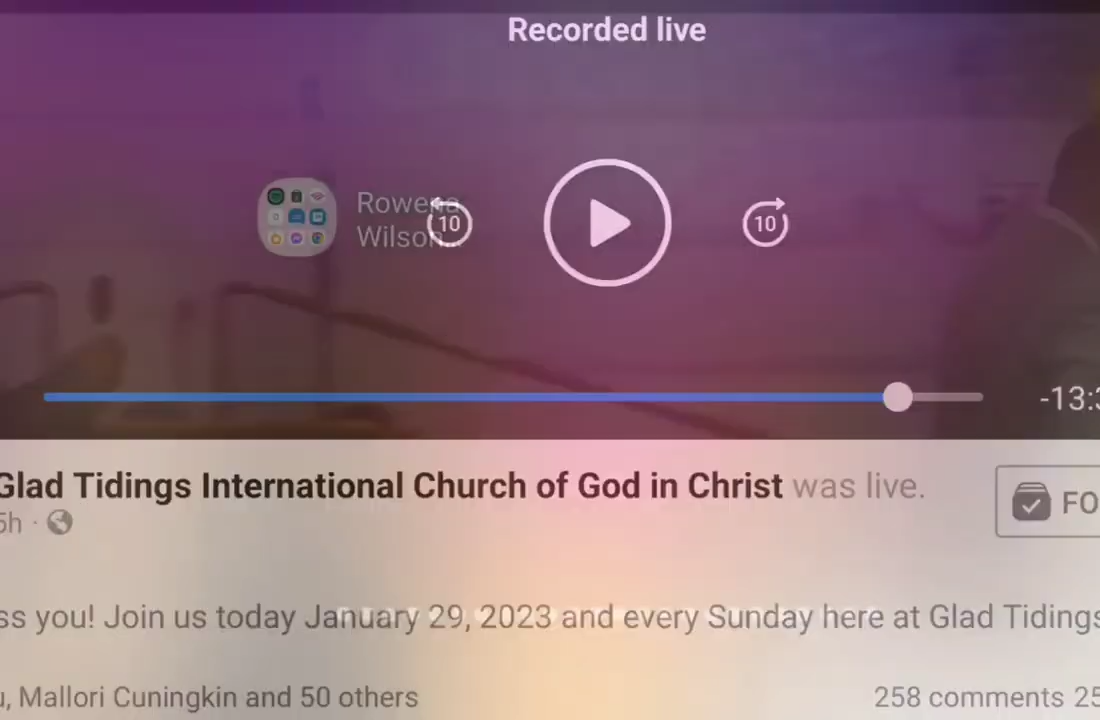 Recorded live
Rowena
Wilson...
10
10
-13:3
Glad Tidings International Church of God in Christ was live.
5h ·
FO
ss you! Join us today January 29, 2023 and every Sunday here at Glad Tidings
u, Mallori Cuningkin and 50 others
258 comments 25